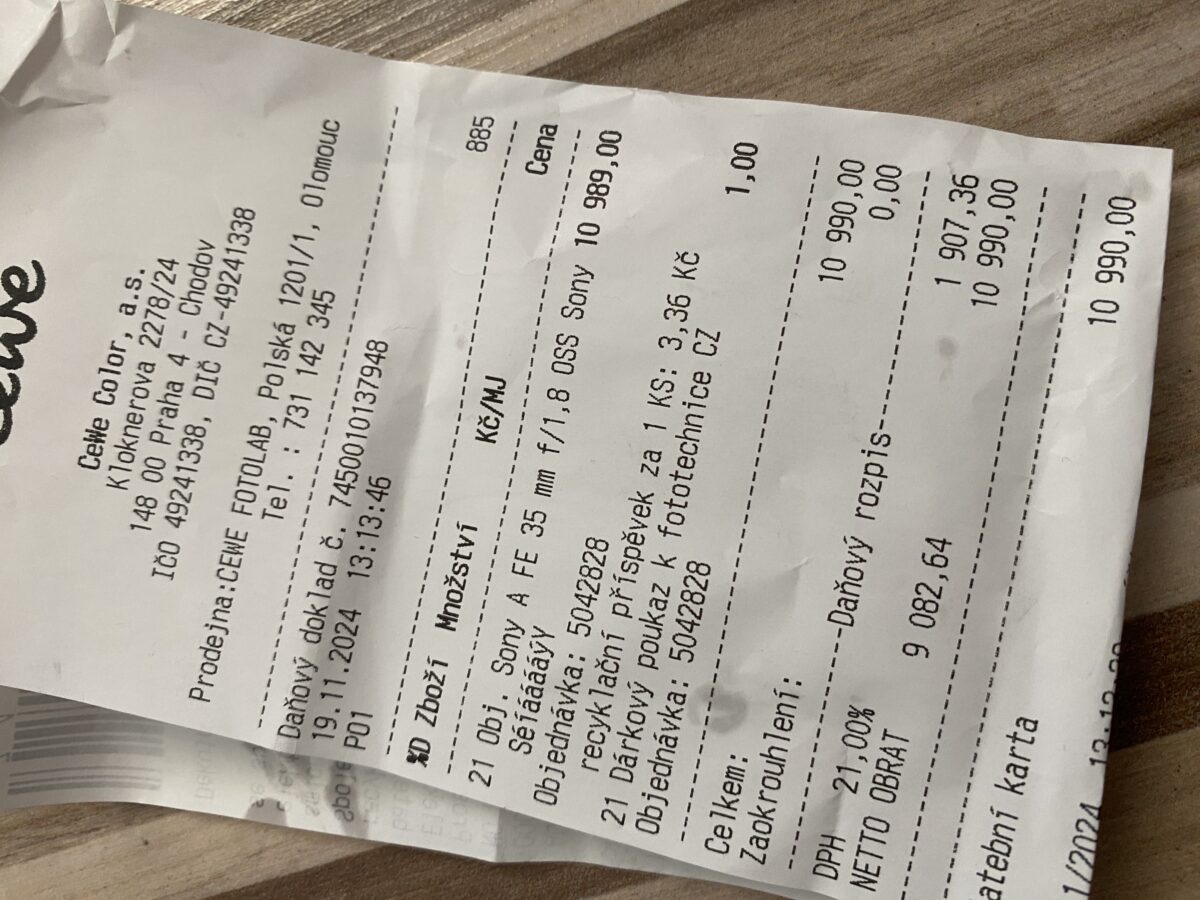 cewe
CeWe Color, a.s.
Kloknerova 2278/24
148 00 Praha 4 - Chodov
IČO 49241338, DIČ CZ-49241338
Prodejna:CEWE FOTOLAB, Polská 1201/1, Olomouc
Tel. : 731 142 345
Daňový doklad č. 7450010137948
19.11.2024 13:13:46
P01 885
%D Zboží Množství Kč/MJ Cena
21 Obj. Sony A FE 35 mm f/1,8 OSS Sony 10 989,00
Objednávka: 5042828
recyklační příspěvek za 1 KS: 3,36 Kč
21 Dárkový poukaz k fototechnice CZ 1,00
Objednávka: 5042828
Celkem: 10 990,00
Zaokrouhlení: 0,00
Daňový rozpis
DPH 21,00% 9 082,64 1 907,36
NETTO OBRAT 10 990,00
atební karta 10 990,00
1/2024